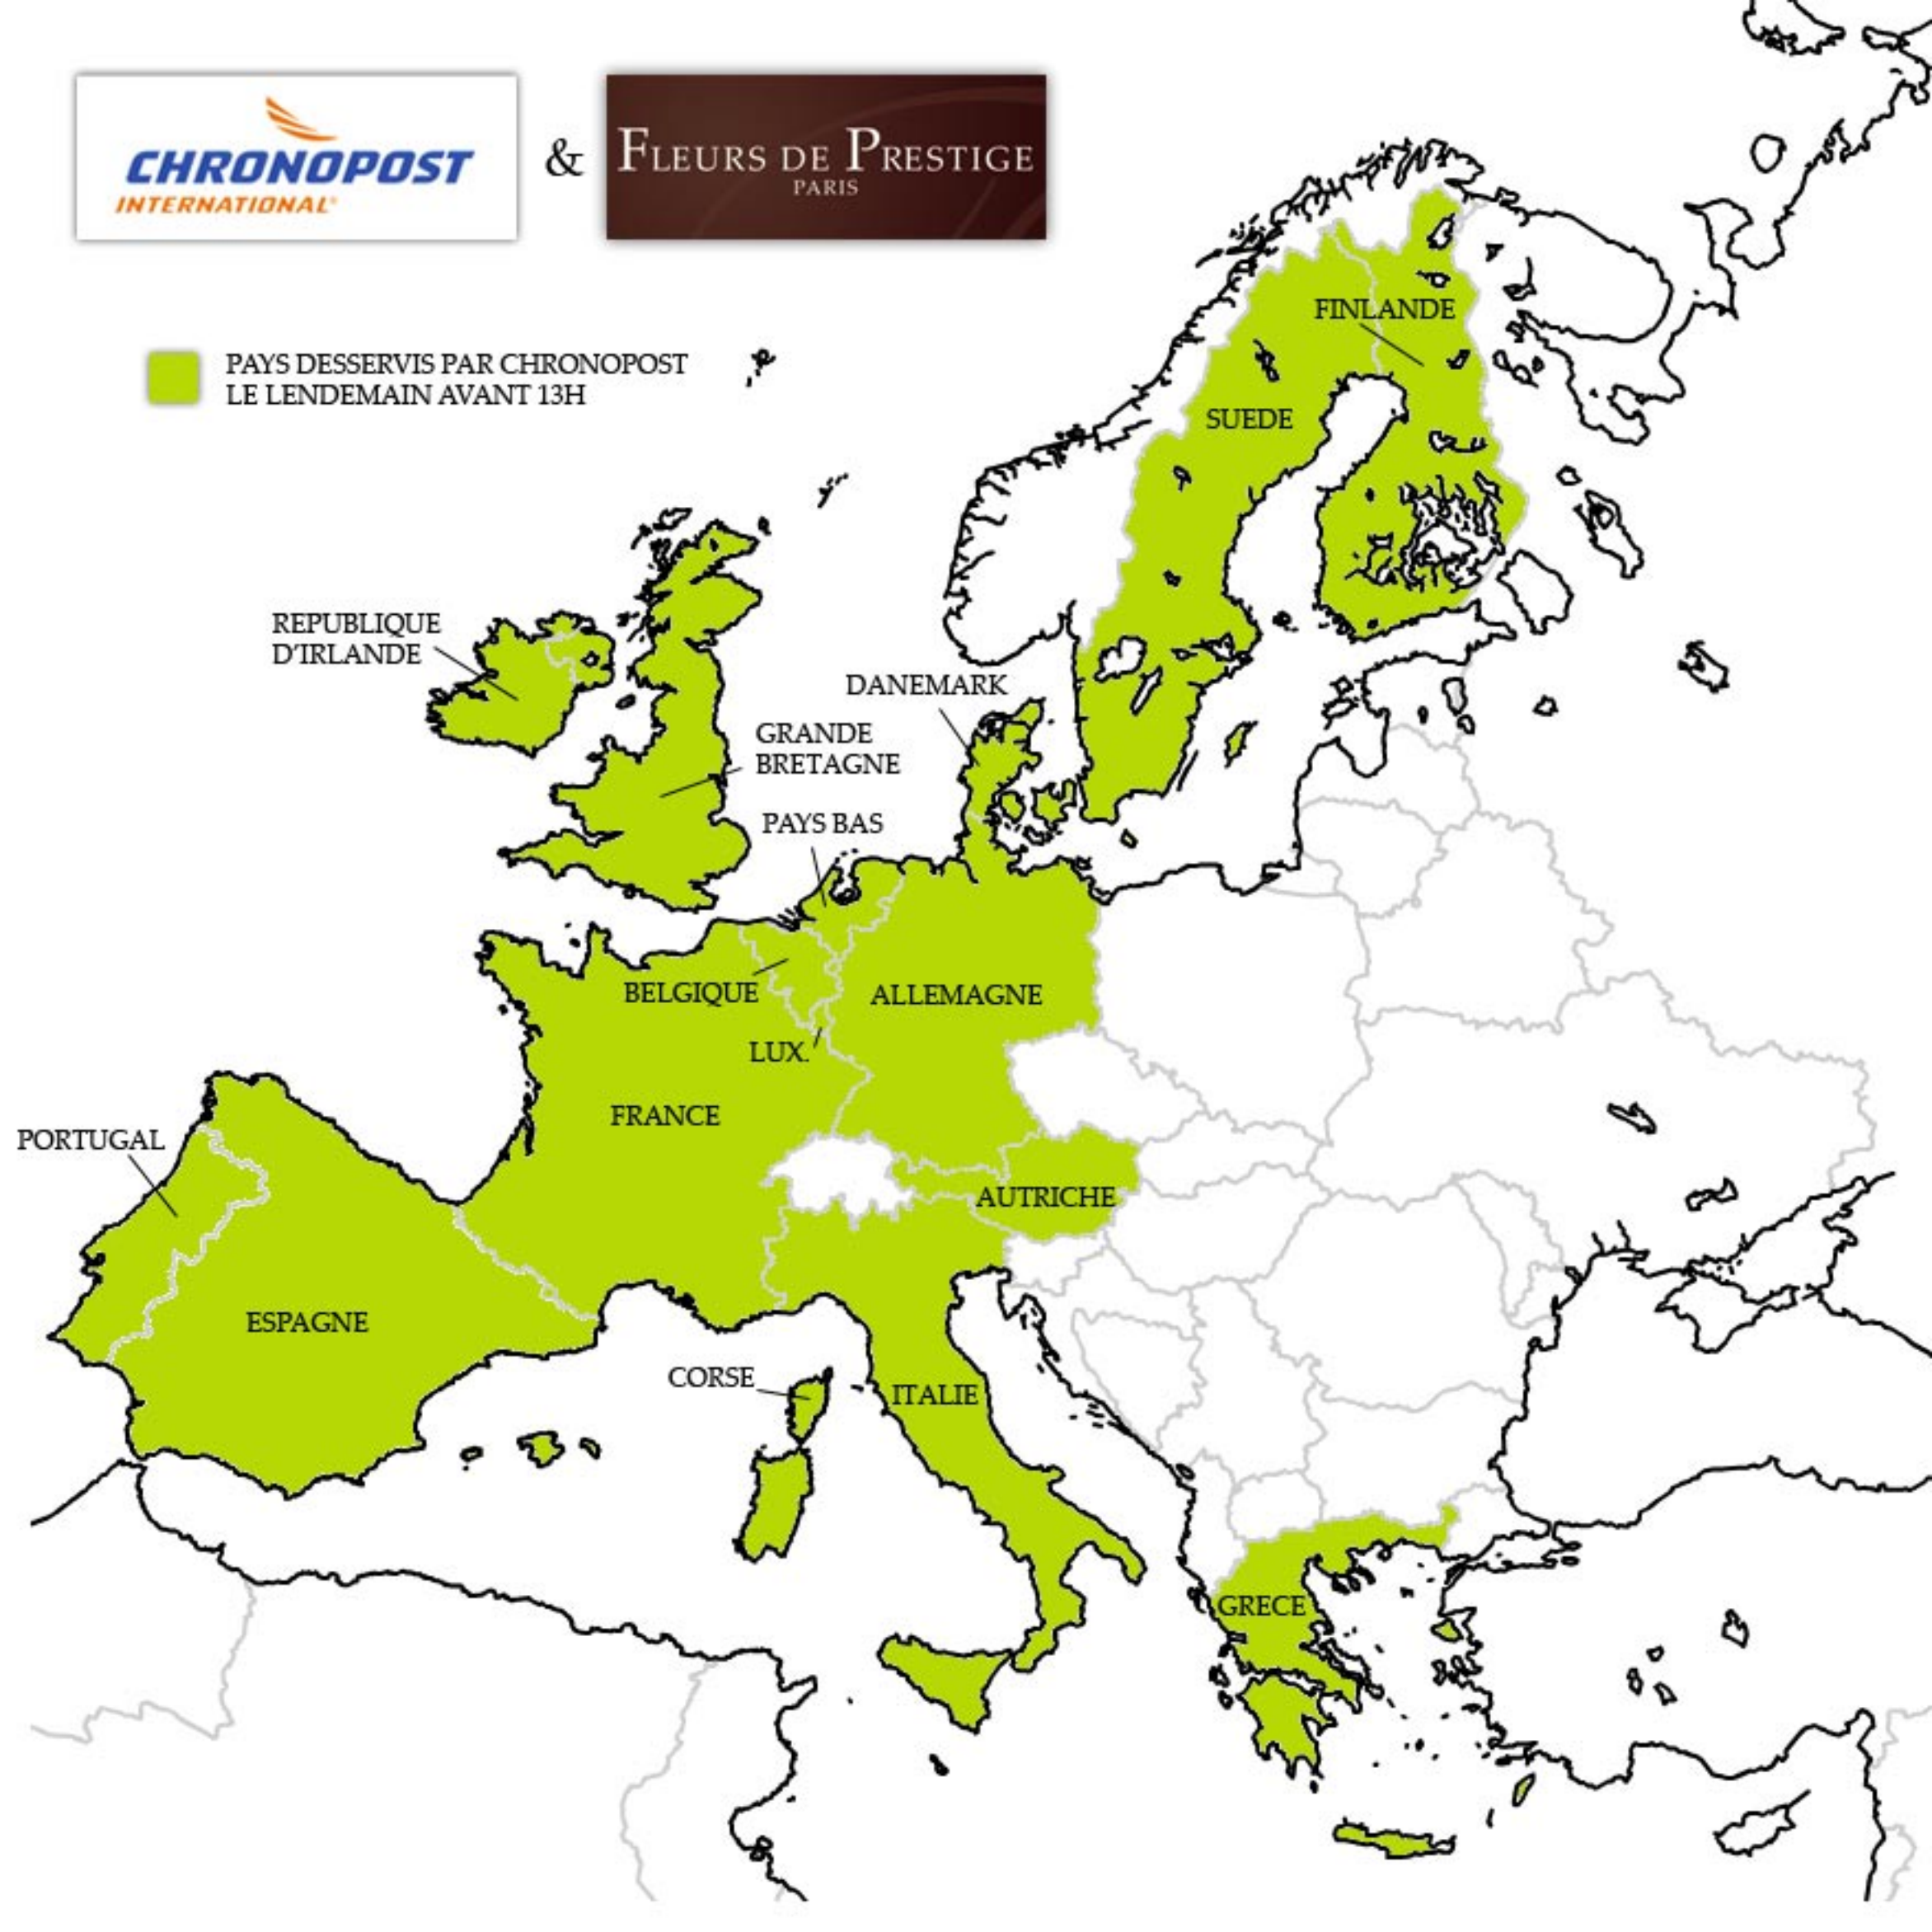 CHRONOPOST
INTERNATIONAL®
&
FLEURS DE PRESTIGE
PARIS
PAYS DESSERVIS PAR CHRONOPOST
LE LENDEMAIN AVANT 13H
FINLANDE
SUEDE
REPUBLIQUE
D'IRLANDE
DANEMARK
GRANDE
BRETAGNE
PAYS BAS
BELGIQUE
ALLEMAGNE
LUX.
FRANCE
PORTUGAL
AUTRICHE
ESPAGNE
CORSE
ITALIE
GRECE